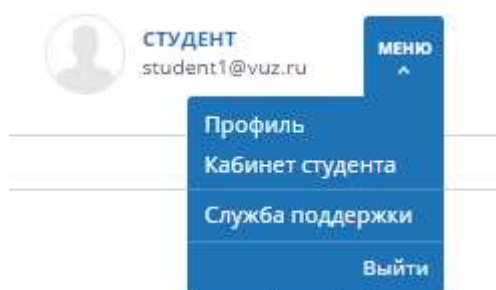 СТУДЕНТ
student1@vuz.ru
МЕНЮ
Профиль
Кабинет студента
Служба поддержки
Выйти